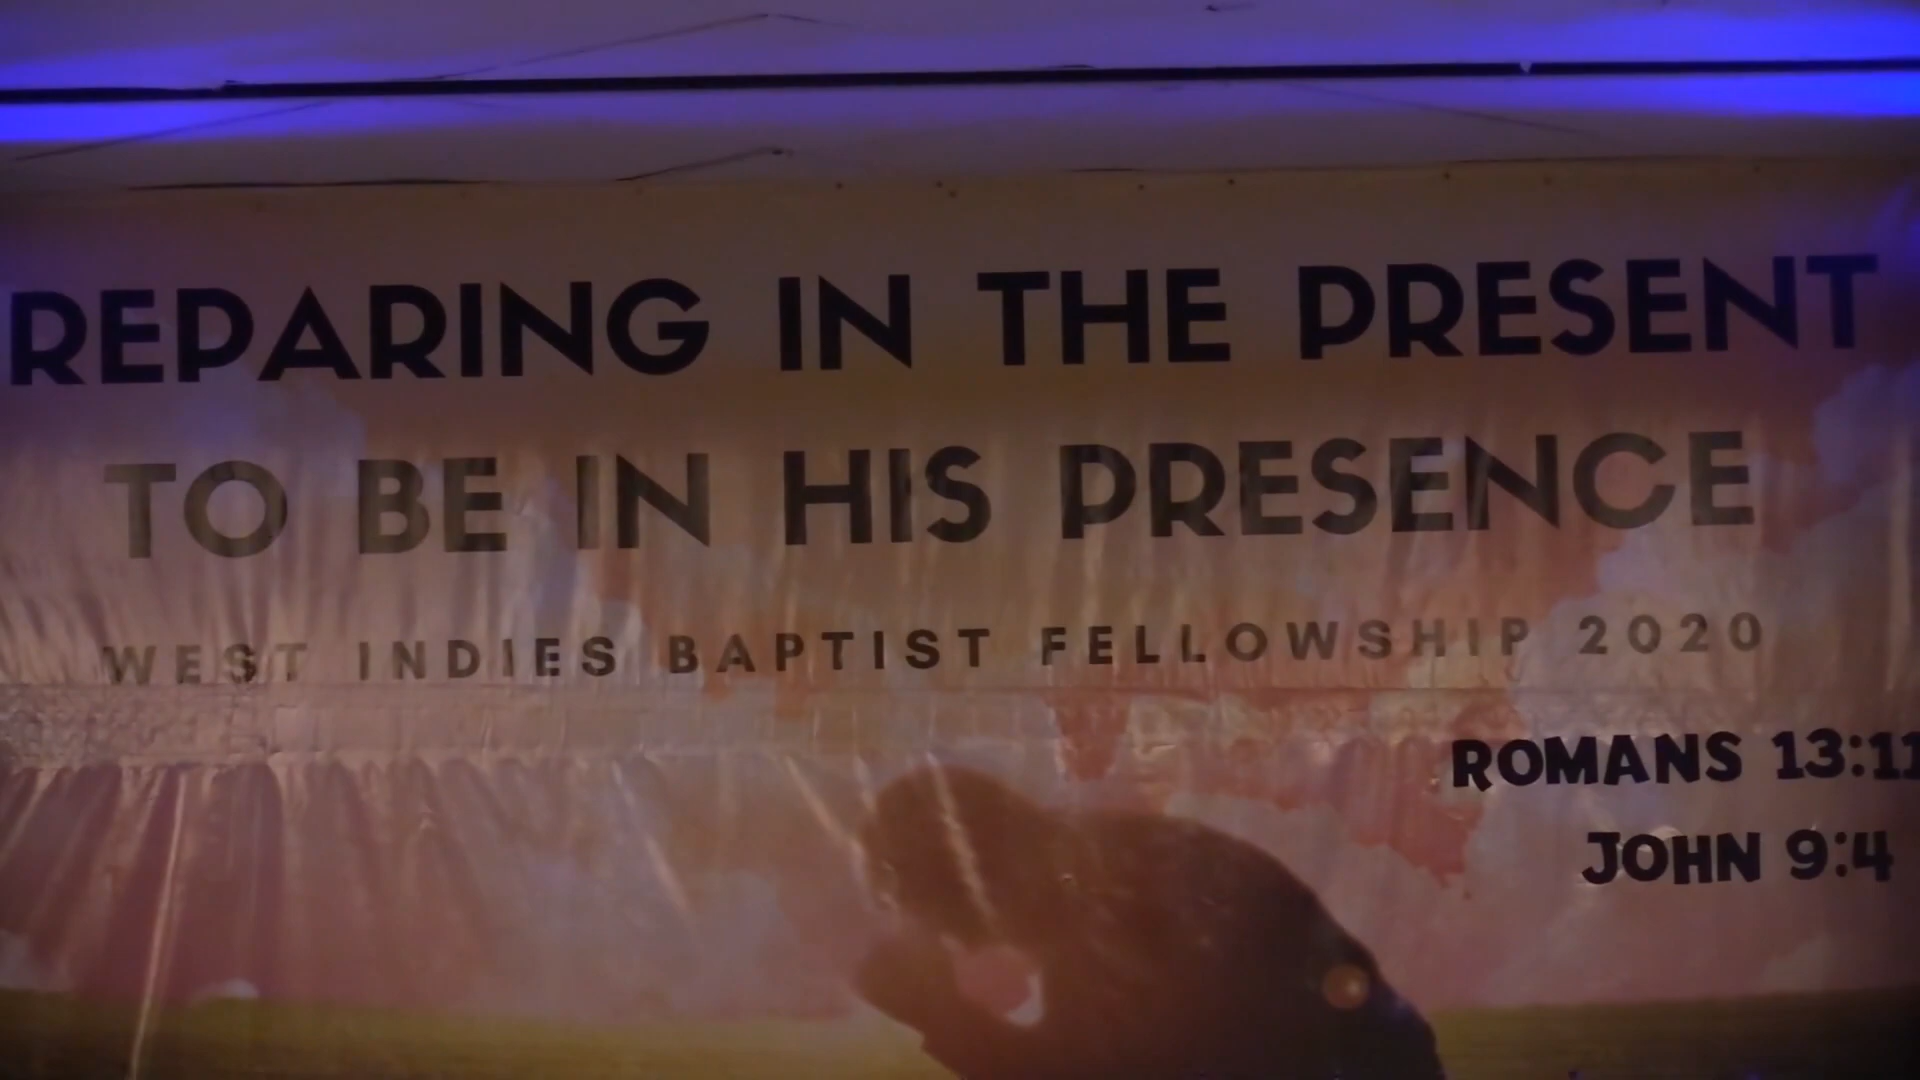 REPARING IN THE PRESENT
TO BE IN HIS PRESENCE
WEST INDIES BAPTIST FELLOWSHIP 2020
ROMANS 13:11
JOHN 9:4